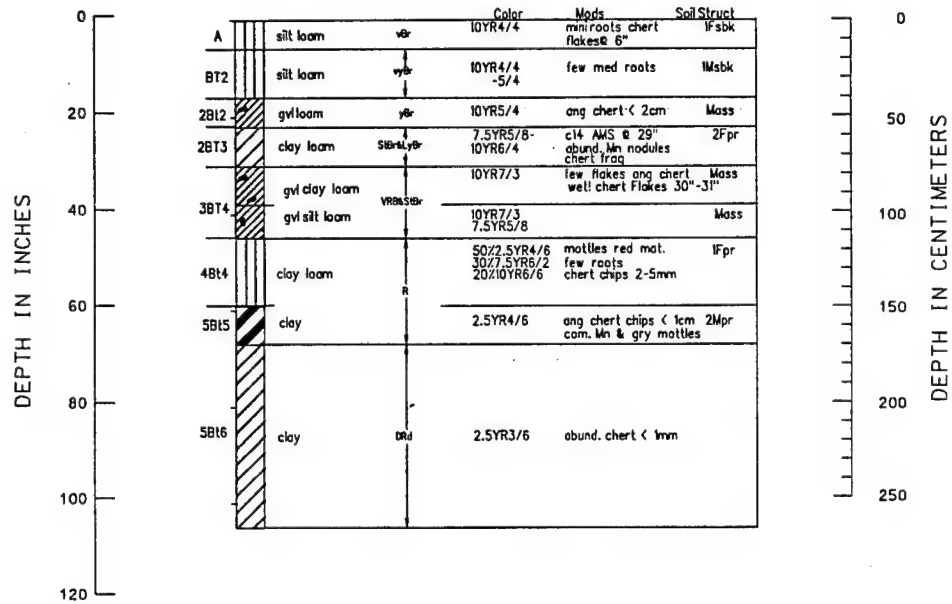 Color Mods Soil Struct
0 A silt loam vBr 10YR4/4 miniroots chert 1Fsbk 0
flakes@ 6"
BT2 silt loam vyBr 10YR4/4 few med roots 1Msbk
-5/4
20 2Bt2 gvl loam yBr 10YR5/4 ang chert < 2cm Mass 50
2BT3 clay loam StBr&LyBr 7.5YR5/8- c14 AMS @ 29" 2Fpr
10YR6/4 abund. Mn nodules
chert frag
3BT4 gvl clay loam VRB&StBr 10YR7/3 few flakes ang chert Mass
wet! chert Flakes 30"-31"
40 gvl silt loam 10YR7/3 Mass 100
7.5YR5/8
4Bt4 clay loam R 50%2.5YR4/6 mottles red mat. 1Fpr
30%7.5YR6/2 few roots
20%10YR6/6 chert chips 2-5mm
60 150
5Bt5 clay 2.5YR4/6 ang chert chips < 1cm 2Mpr
com. Mn & gry mottles
80 200
5Bt6 clay DRd 2.5YR3/6 abund. chert < 1mm
100 250
120
DEPTH IN INCHES
DEPTH IN CENTIMETERS